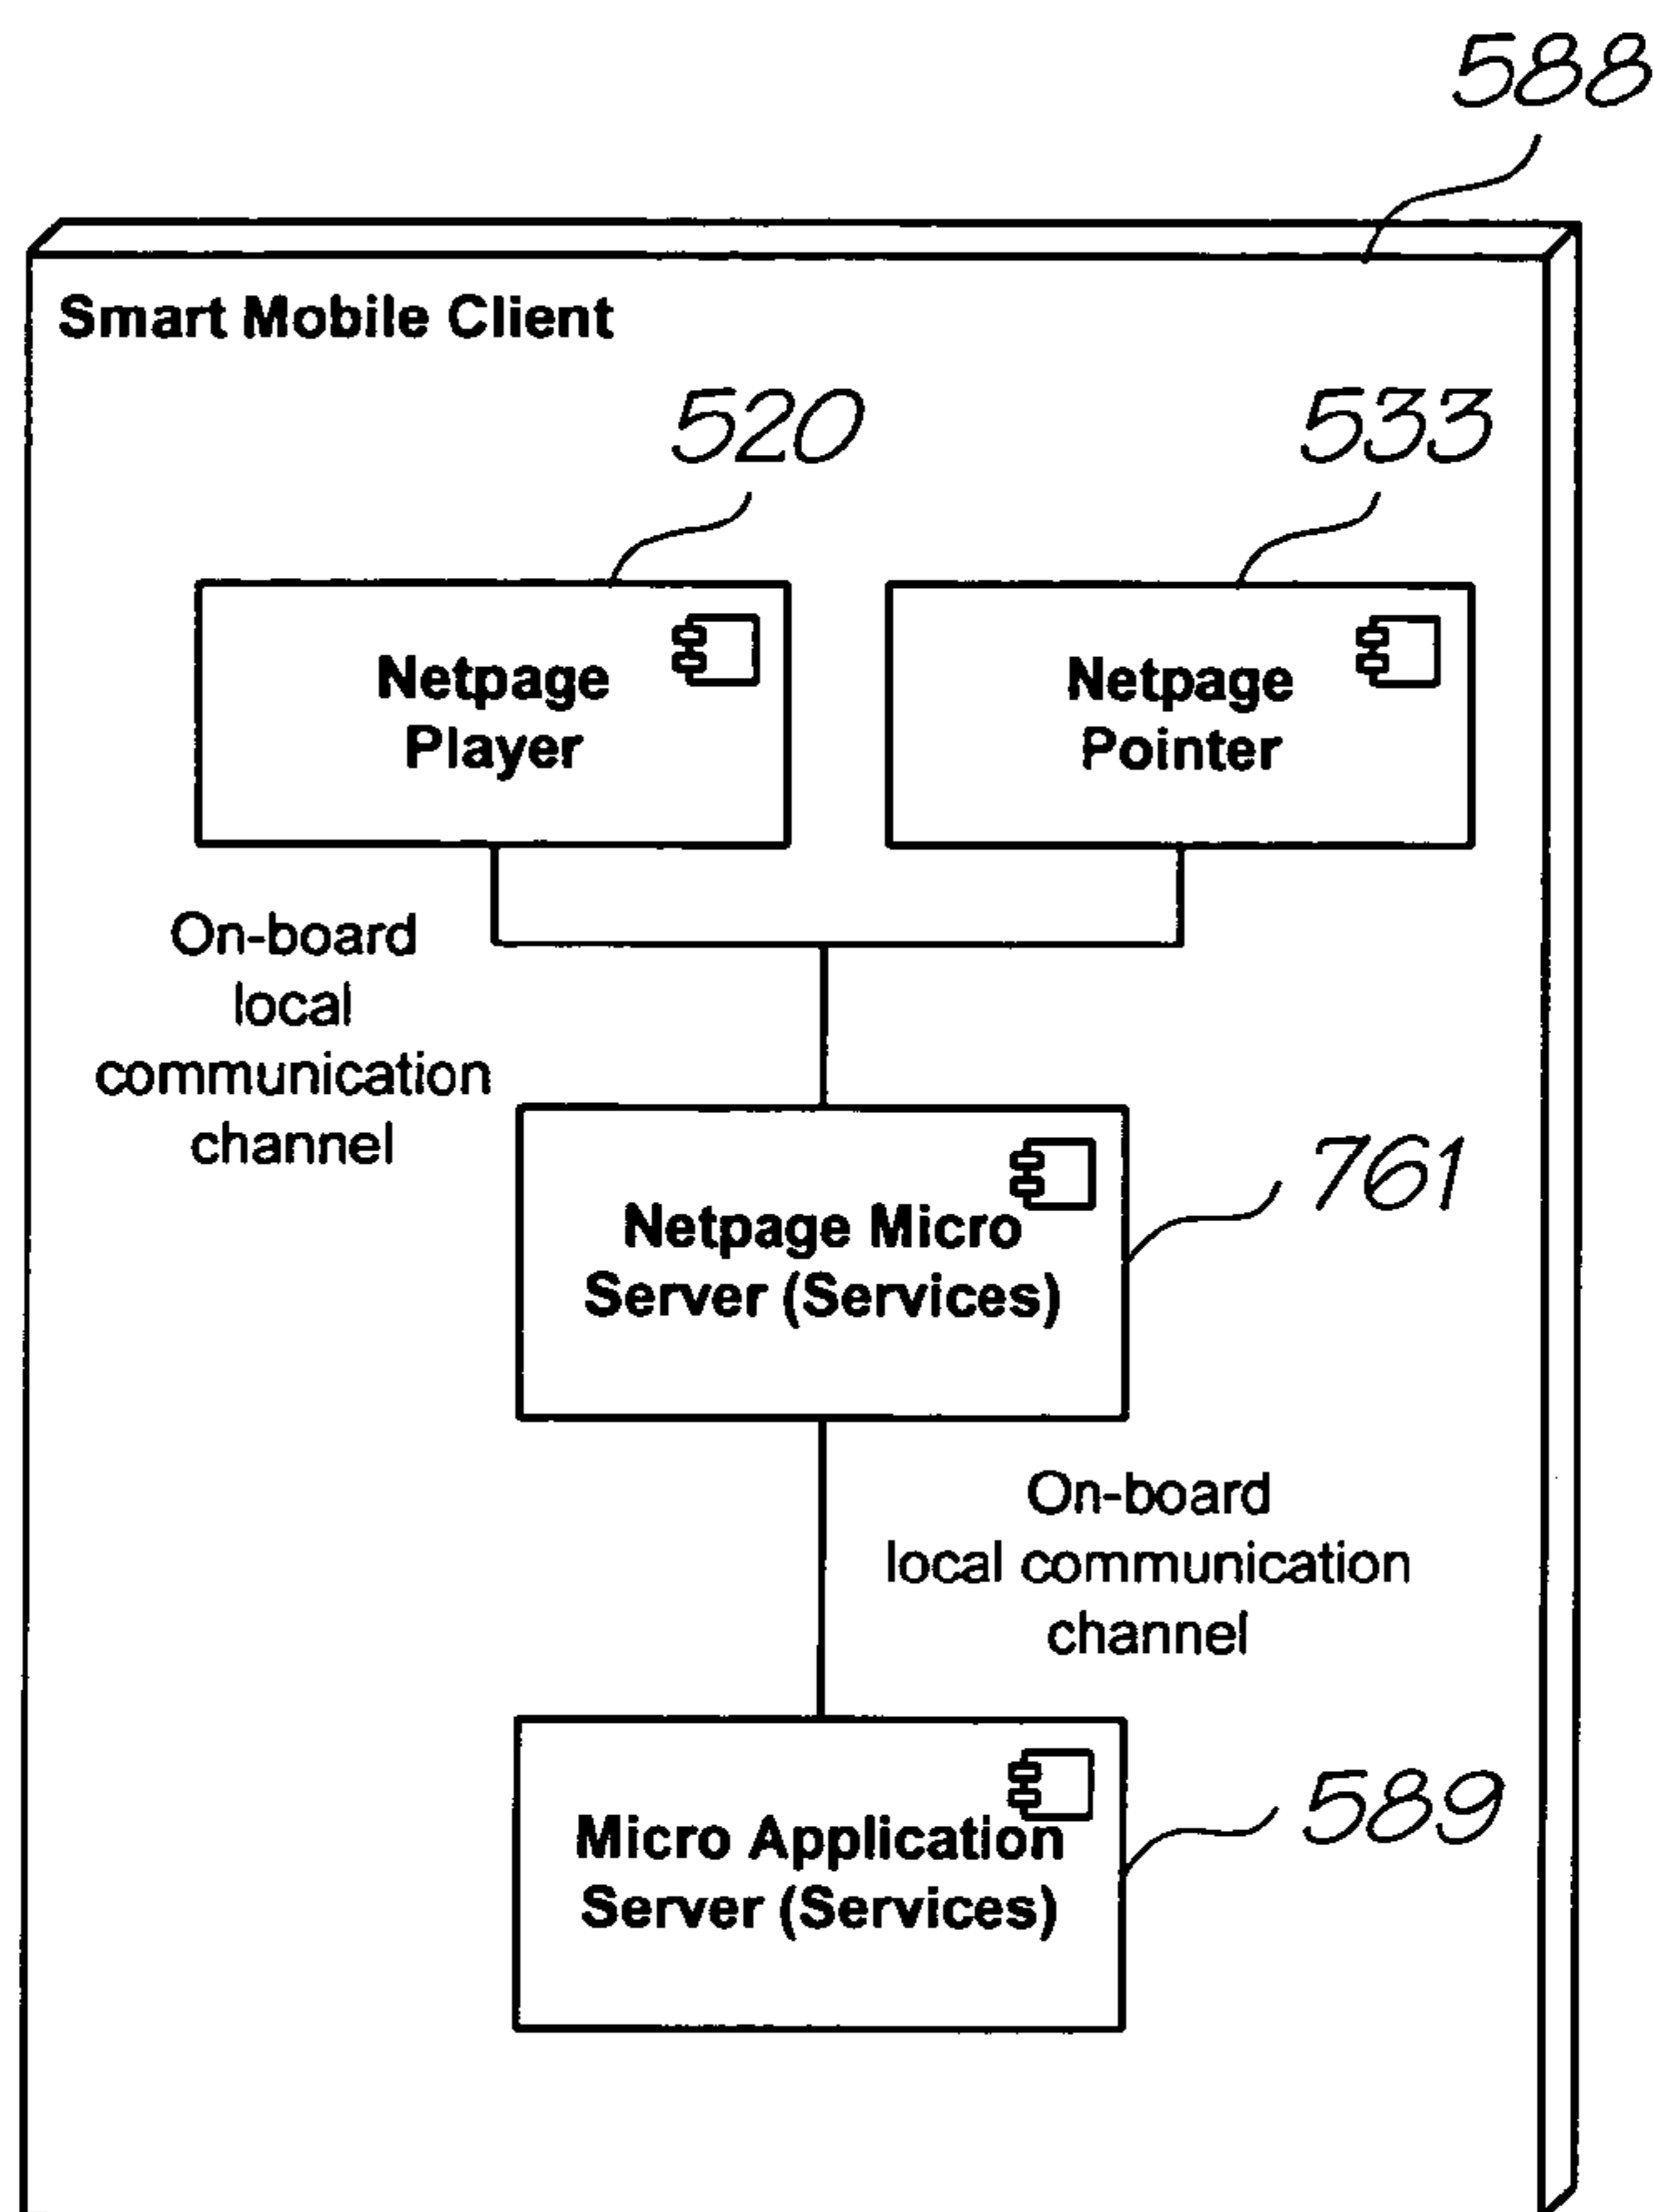 588
Smart Mobile Client
520
533
Netpage
Player
Netpage
Pointer
On-board
local
communication
channel
761
Netpage Micro
Server (Services)
On-board
local communication
channel
589
Micro Application
Server (Services)